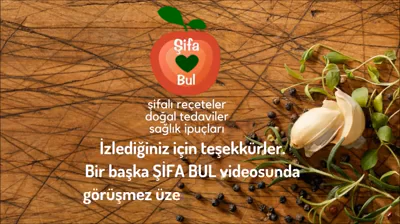 Şifa
Bul
şifalı reçeteler
doğal tedaviler
sağlık ipuçları
İzlediğiniz için teşekkürler.
Bir başka ŞİFA BUL videosunda
görüşmez üze